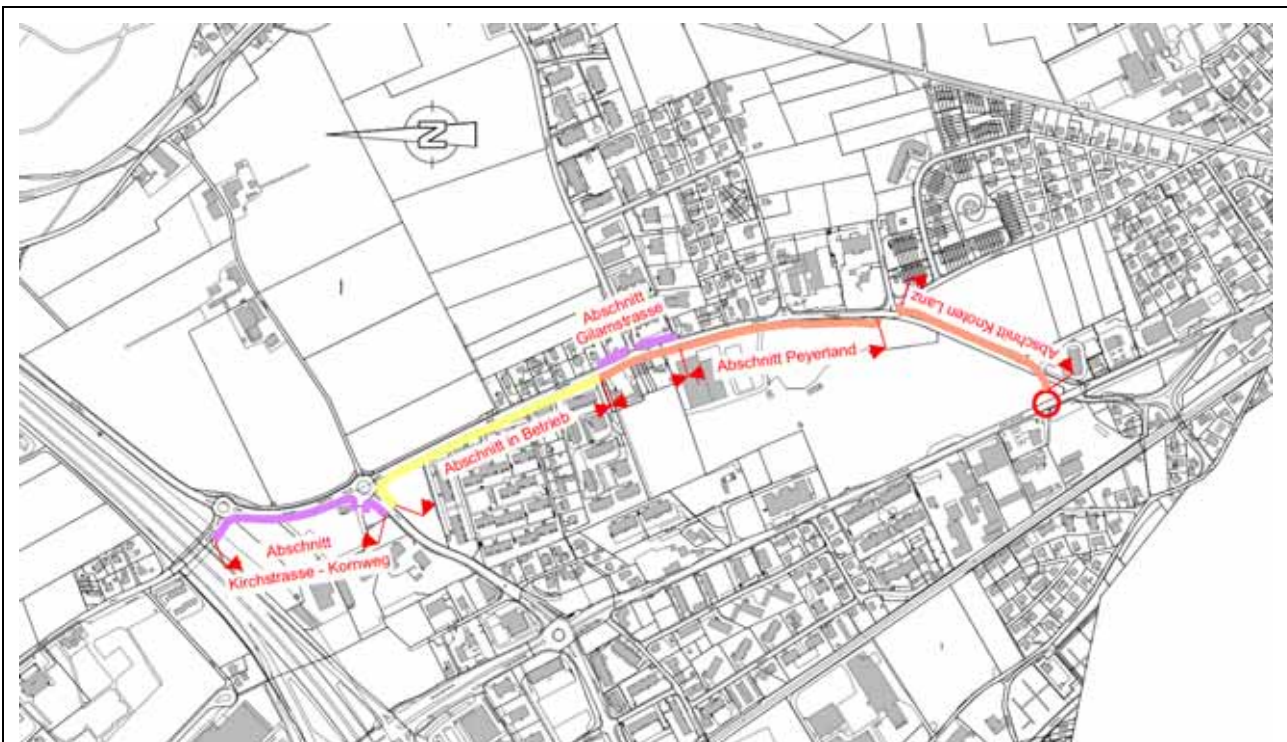 N
Abschnitt
Gilamstrasse
Abschnitt Knoten Lanz
Abschnitt Peyerland
Abschnitt in Betrieb
Abschnitt
Kirchstrasse - Kornweg